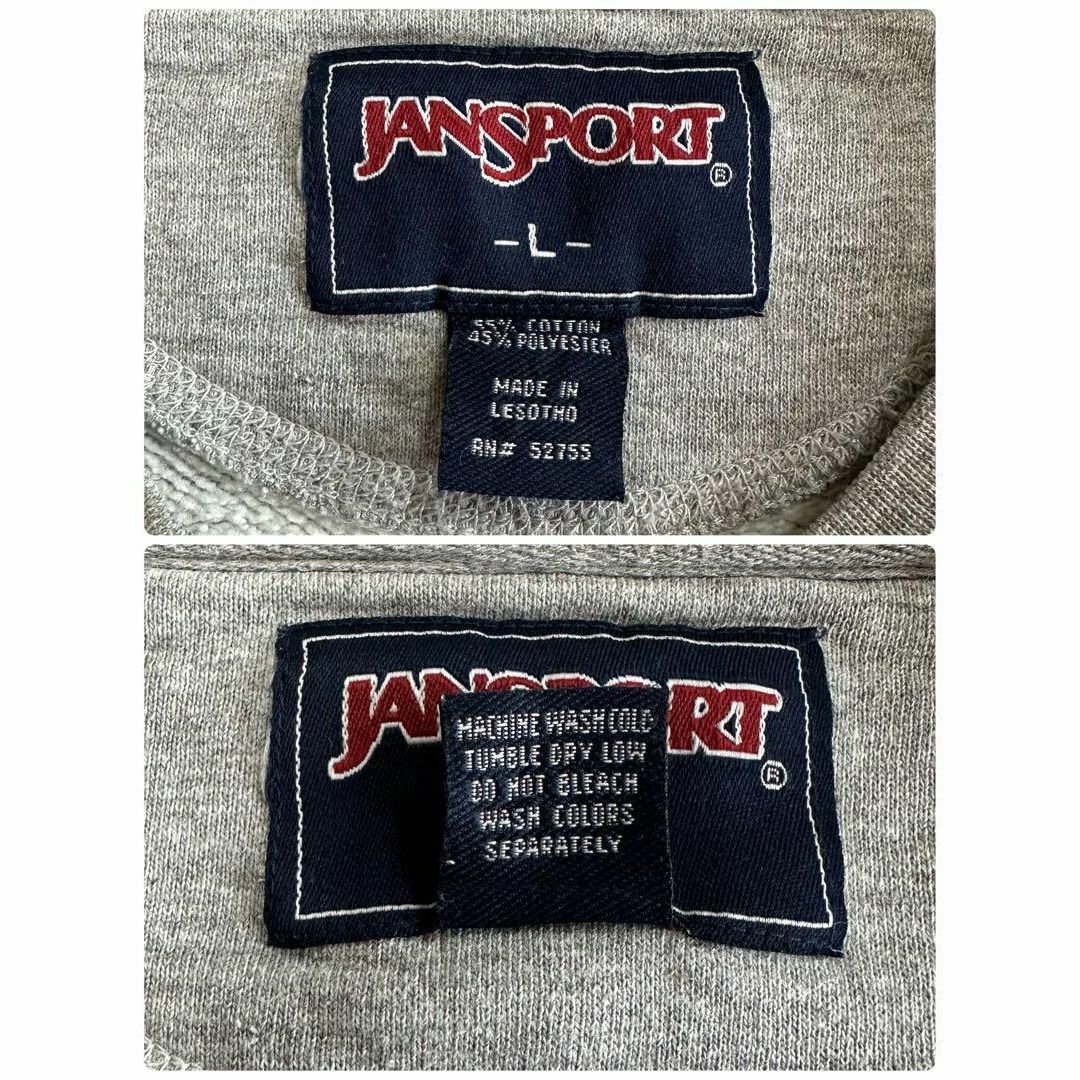 JANSPORT
®
- L -
55% COTTON
45% POLYESTER
MADE IN
LESOTHO
RN# 52755
JANSPORT
®
MACHINE WASH COLD
TUMBLE DRY LOW
DO NOT BLEACH
WASH COLORS
SEPARATELY